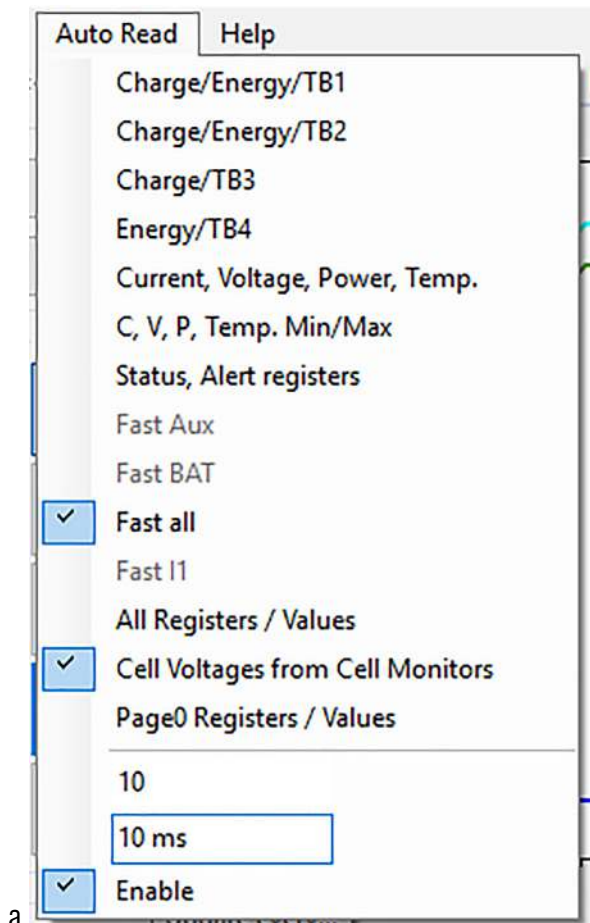 Auto Read Help
Charge/Energy/TB1
Charge/Energy/TB2
Charge/TB3
Energy/TB4
Current, Voltage, Power, Temp.
C, V, P, Temp. Min/Max
Status, Alert registers
Fast Aux
Fast BAT
Fast all
Fast I1
All Registers / Values
Cell Voltages from Cell Monitors
Page0 Registers / Values
10
10 ms
Enable
a